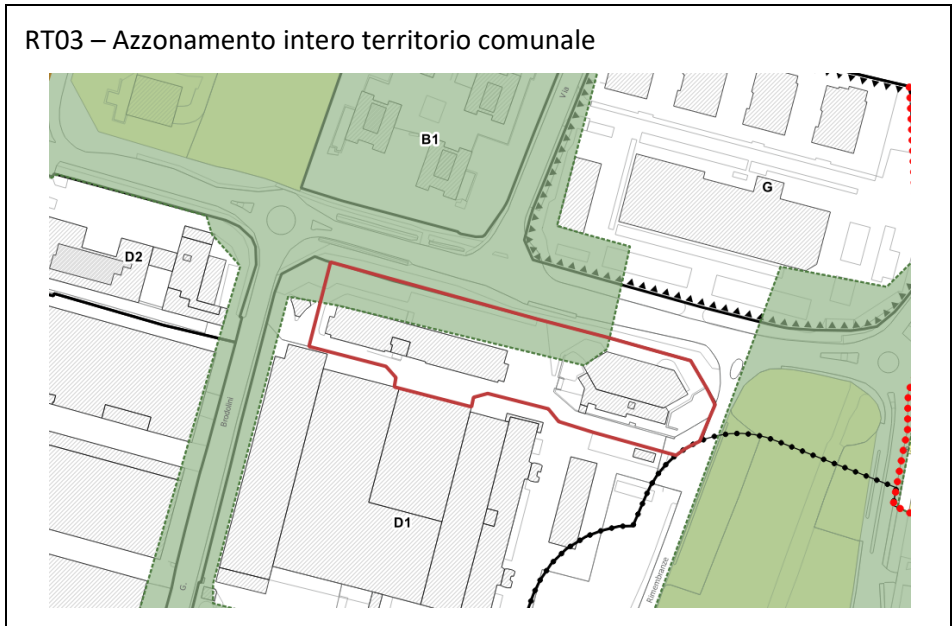 RT03 – Azzonamento intero territorio comunale
Via
B1
G
D2
Brodolini
D1
G.
Rimembranze